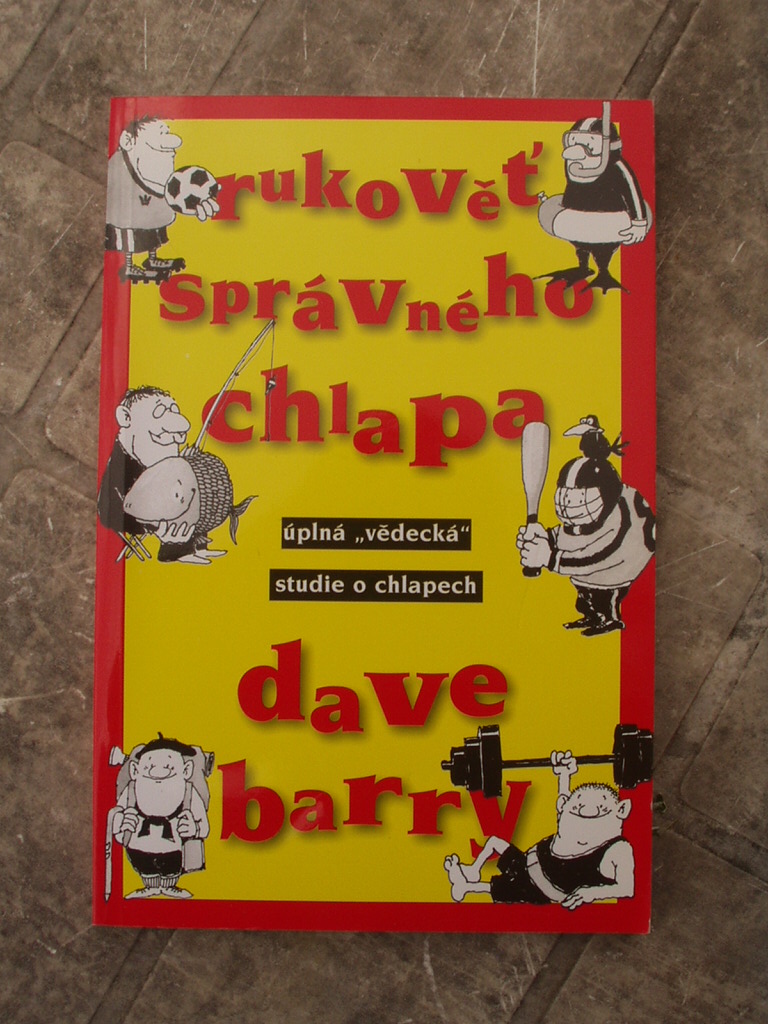 rukověť
správného
chlapa
úplná „vědecká“
studie o chlapech
dave
barry